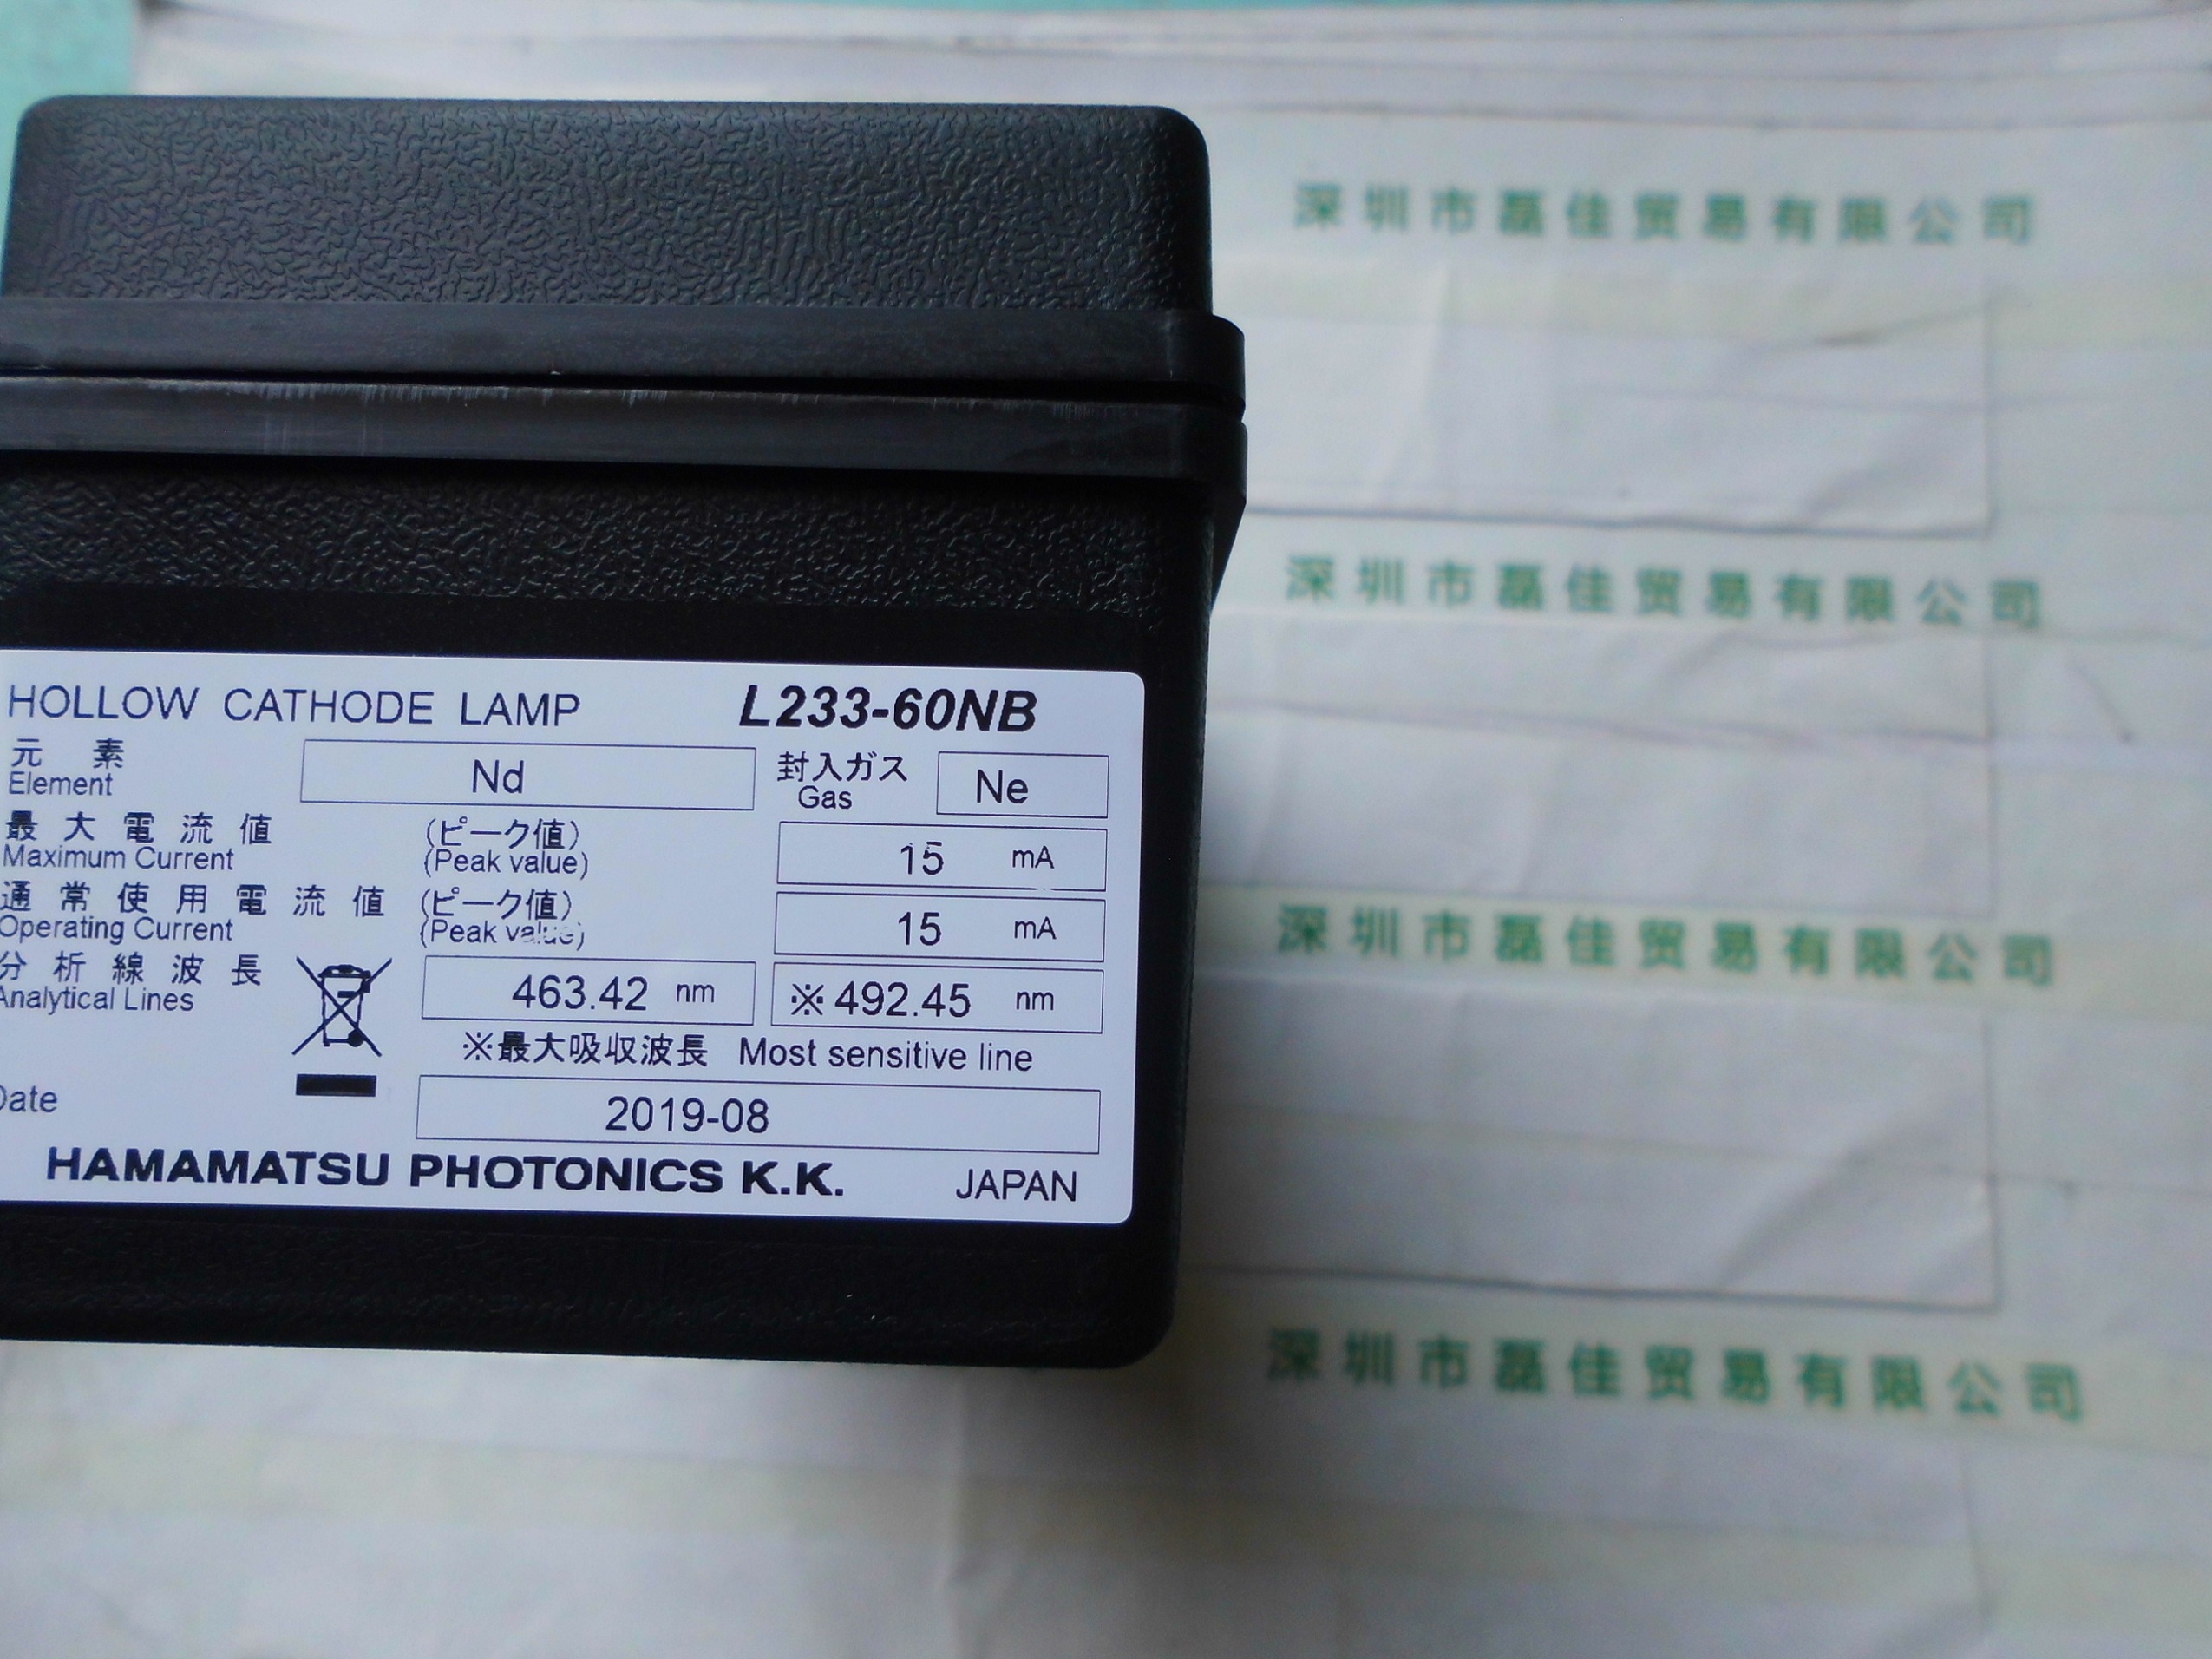 深圳市磊佳贸易有限公司
深圳市磊佳贸易有限公司
HOLLOW CATHODE LAMP L233-60NB
元素 Nd 封入ガス Ne
Element Gas
最大電流値 (ピーク値) 15 mA
Maximum Current (Peak value)
通常使用電流値 (ピーク値) 15 mA
Operating Current (Peak value)
分析線波長 463.42 nm ※492.45 nm
Analytical Lines
※最大吸収波長 Most sensitive line
Date 2019-08
HAMAMATSU PHOTONICS K.K. JAPAN
深圳市磊佳贸易有限公司
深圳市磊佳贸易有限公司